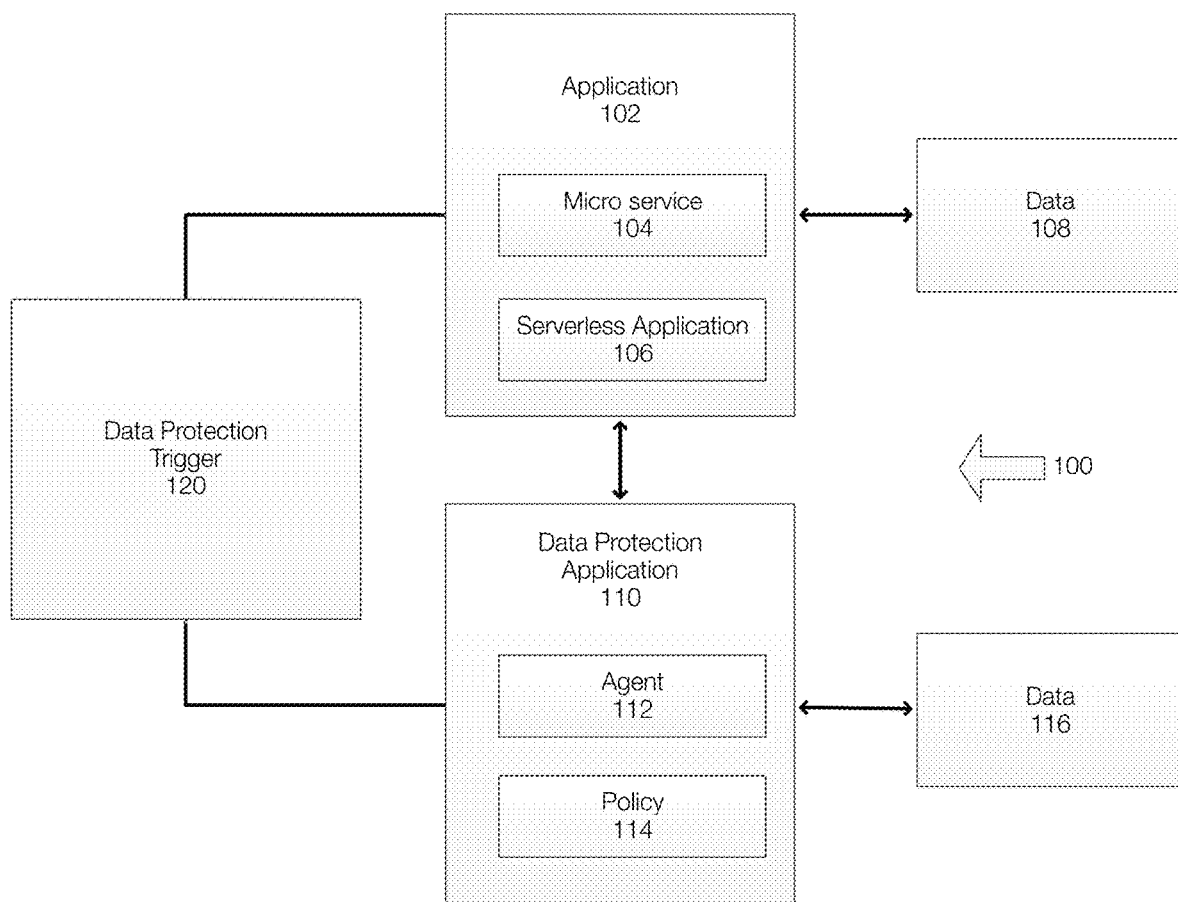 Application
102
Micro service
104
Serverless Application
106
Data
108
Data Protection
Trigger
120
100
Data Protection
Application
110
Agent
112
Policy
114
Data
116